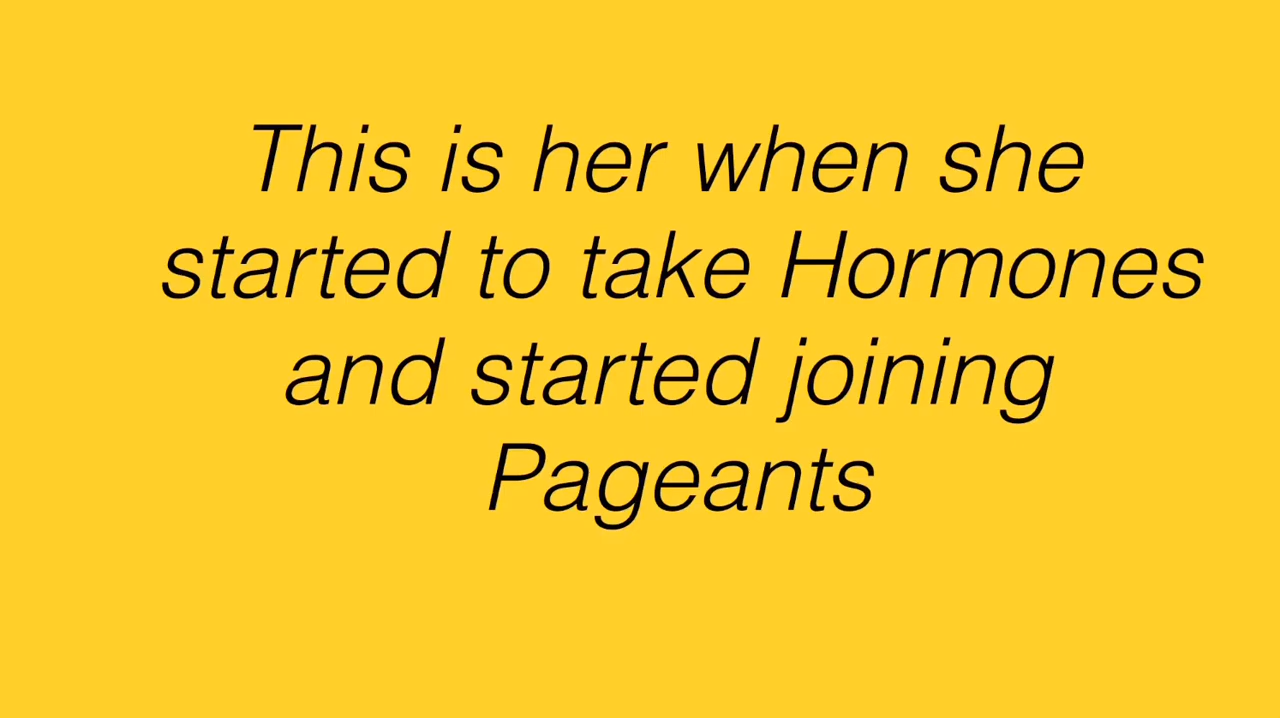 This is her when she
started to take Hormones
and started joining
Pageants